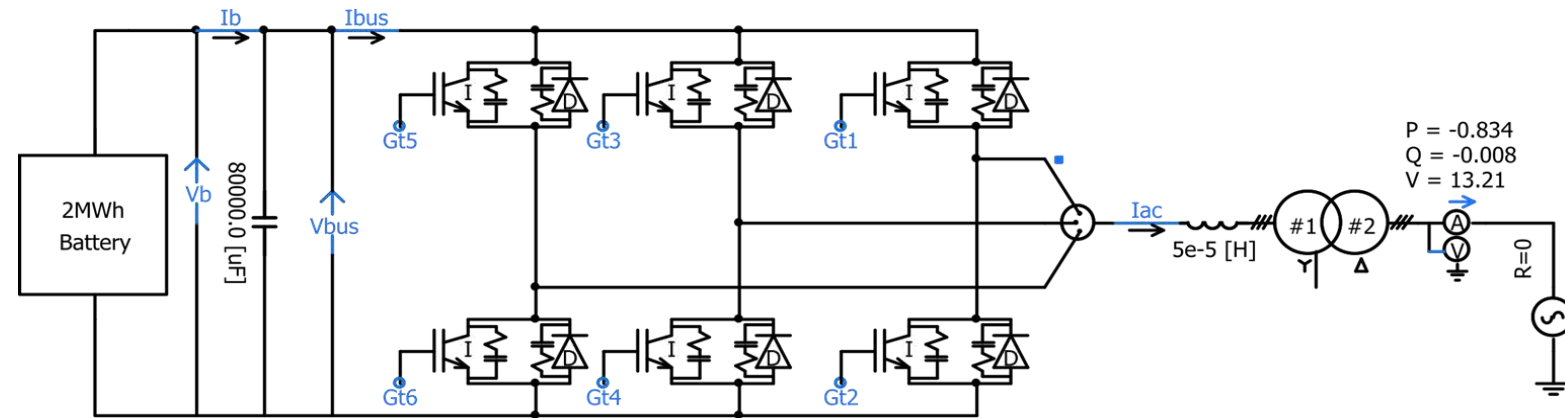 Ib
Ibus
I
D
I
D
I
D
Gt5
Gt3
Gt1
P = -0.834
Q = -0.008
V = 13.21
2MWh
Battery
Vb
80000.0 [uF]
Vbus
Iac
5e-5 [H]
#1
#2
A
V
R=0
I
D
I
D
I
D
Gt6
Gt4
Gt2